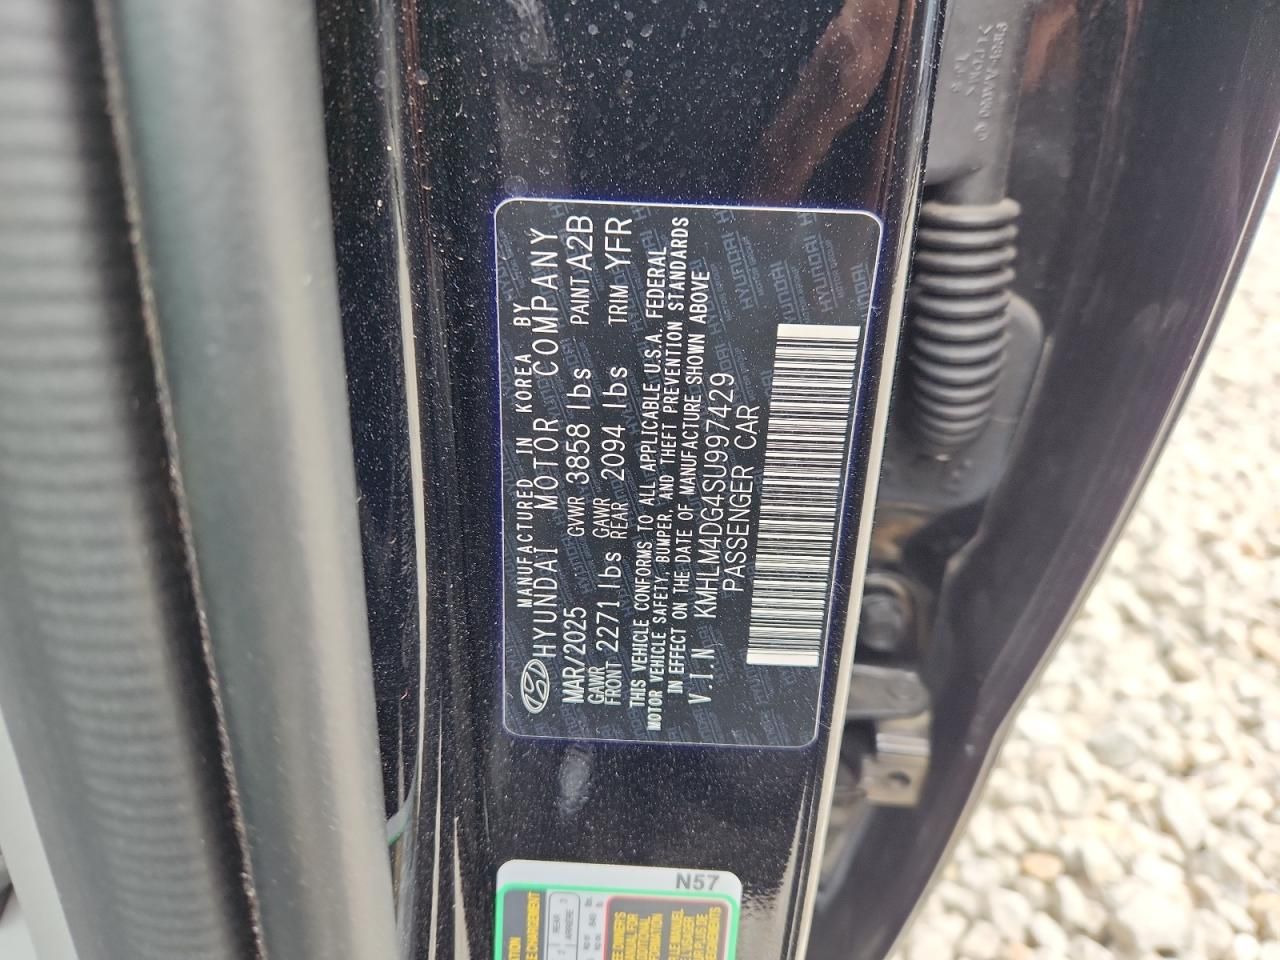 MANUFACTURED IN KOREA BY
HYUNDAI MOTOR COMPANY
MAR/2025 GVWR 3858 lbs PAINT A2B
GAWR FRONT 2271 lbs GAWR REAR 2094 lbs TRIM YFR
THIS VEHICLE CONFORMS TO ALL APPLICABLE U.S.A. FEDERAL
MOTOR VEHICLE SAFETY, BUMPER, AND THEFT PREVENTION STANDARDS
IN EFFECT ON THE DATE OF MANUFACTURE SHOWN ABOVE
V.I.N KMHLM4DG4SU997429
PASSENGER CAR
N57